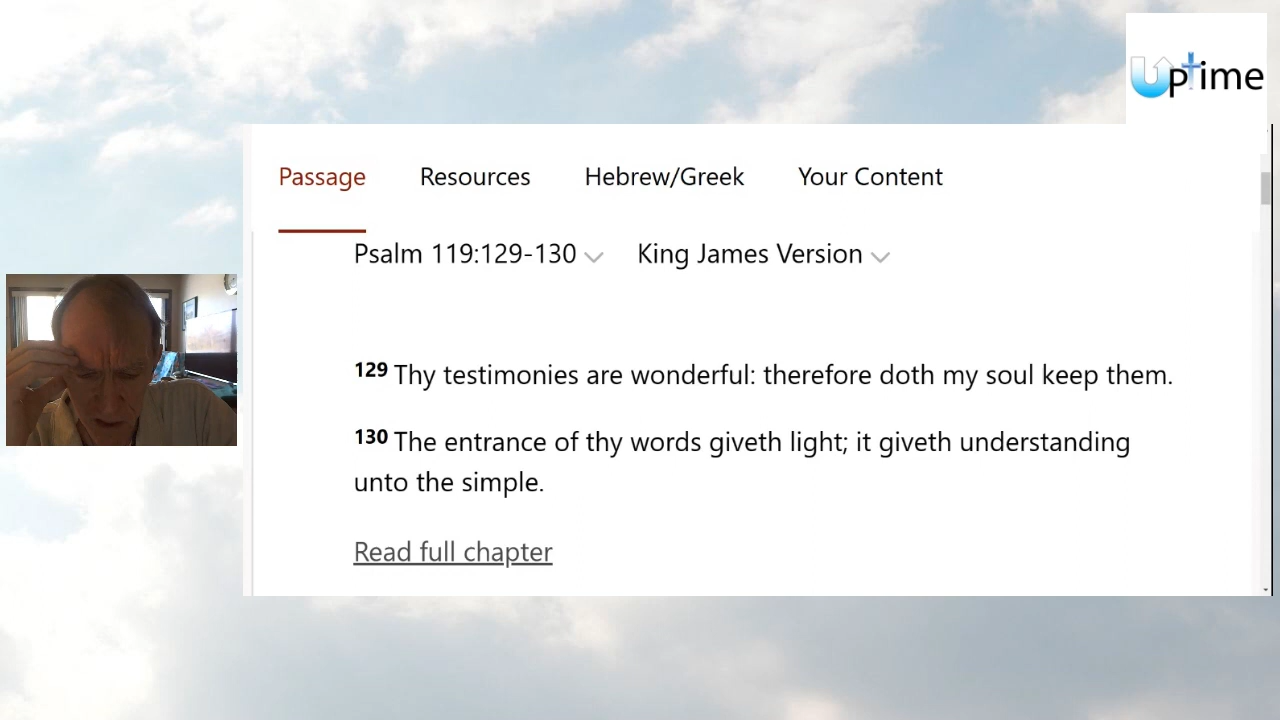 Uptime
Passage Resources Hebrew/Greek Your Content
Psalm 119:129-130 King James Version
129 Thy testimonies are wonderful: therefore doth my soul keep them.
130 The entrance of thy words giveth light; it giveth understanding
unto the simple.
Read full chapter